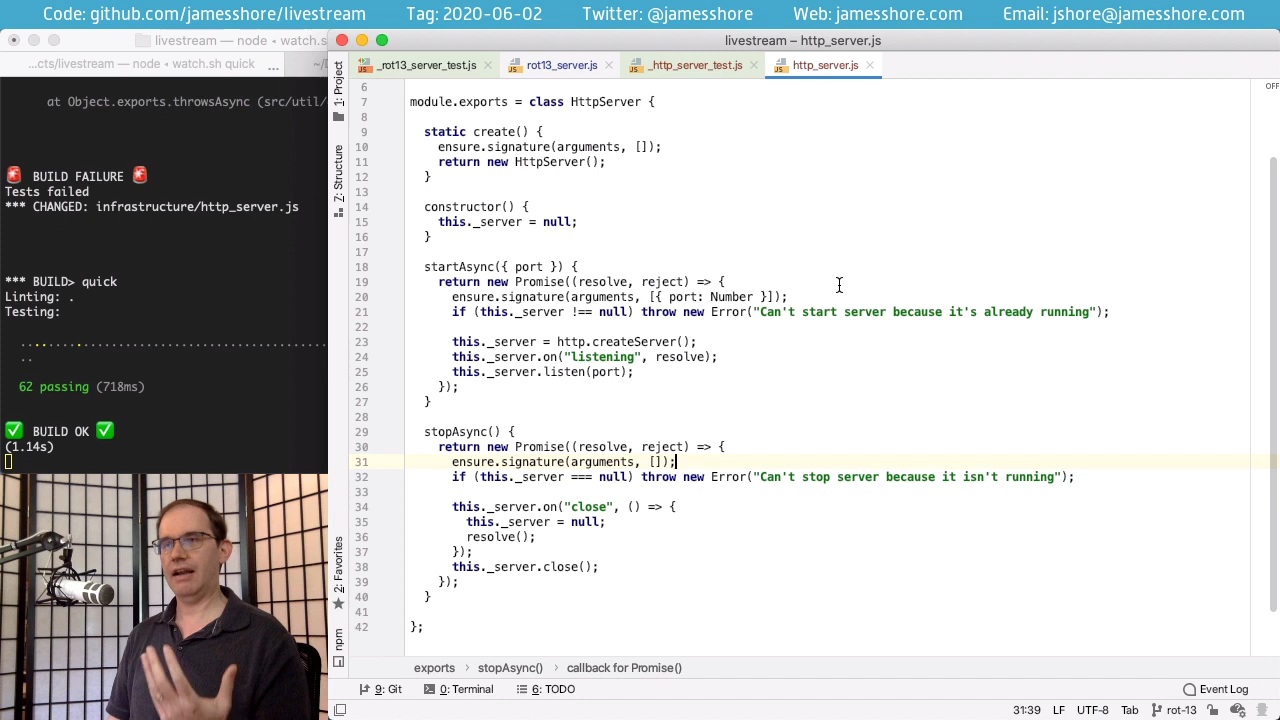 Code: github.com/jamesshore/livestream Tag: 2020-06-02 Twitter: @jamesshore Web: jamesshore.com Email: jshore@jamesshore.com
livestream — node ◂ watch.s
…cts/livestream — node ◂ watch.sh quick …
at Object.exports.throwsAsync (src/util/
BUILD FAILURE
Tests failed
*** CHANGED: infrastructure/http_server.js
*** BUILD> quick
Linting: .
Testing:
62 passing (718ms)
BUILD OK
(1.14s)
livestream – http_server.js
_rot13_server_test.js
rot13_server.js
_http_server_test.js
http_server.js
1: Project
7: Structure
2: Favorites
npm
OFF
6
7 module.exports = class HttpServer {
8
9 static create() {
10 ensure.signature(arguments, []);
11 return new HttpServer();
12 }
13
14 constructor() {
15 this._server = null;
16 }
17
18 startAsync({ port }) {
19 return new Promise((resolve, reject) => {
20 ensure.signature(arguments, [{ port: Number }]);
21 if (this._server !== null) throw new Error("Can't start server because it's already running");
22
23 this._server = http.createServer();
24 this._server.on("listening", resolve);
25 this._server.listen(port);
26 });
27 }
28
29 stopAsync() {
30 return new Promise((resolve, reject) => {
31 ensure.signature(arguments, []);
32 if (this._server === null) throw new Error("Can't stop server because it isn't running");
33
34 this._server.on("close", () => {
35 this._server = null;
36 resolve();
37 });
38 this._server.close();
39 });
40 }
41
42 };
exports › stopAsync() › callback for Promise()
9: Git 0: Terminal 6: TODO Event Log
31:39 LF UTF-8 Tab rot-13